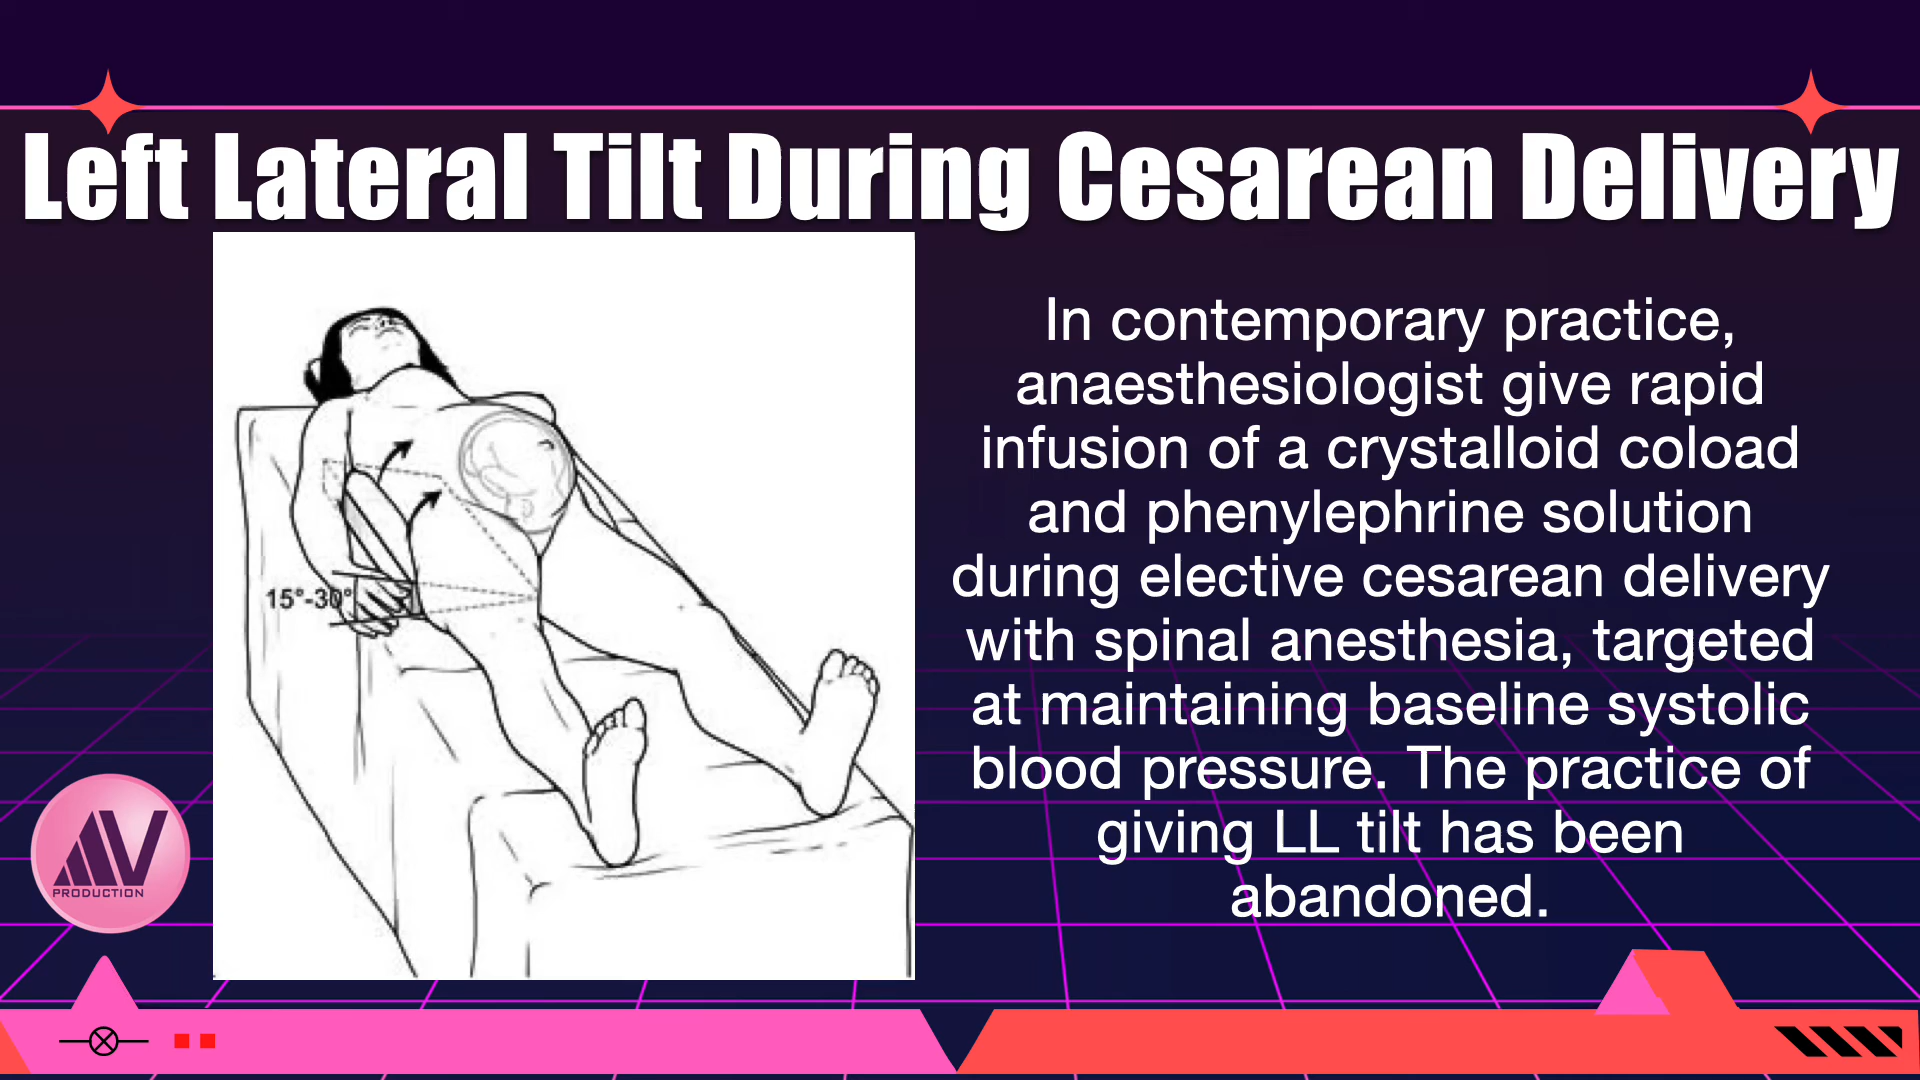 Left Lateral Tilt During Cesarean Delivery
15°-30°
In contemporary practice,
anaesthesiologist give rapid
infusion of a crystalloid coload
and phenylephrine solution
during elective cesarean delivery
with spinal anesthesia, targeted
at maintaining baseline systolic
blood pressure. The practice of
giving LL tilt has been
abandoned.
AV
PRODUCTION